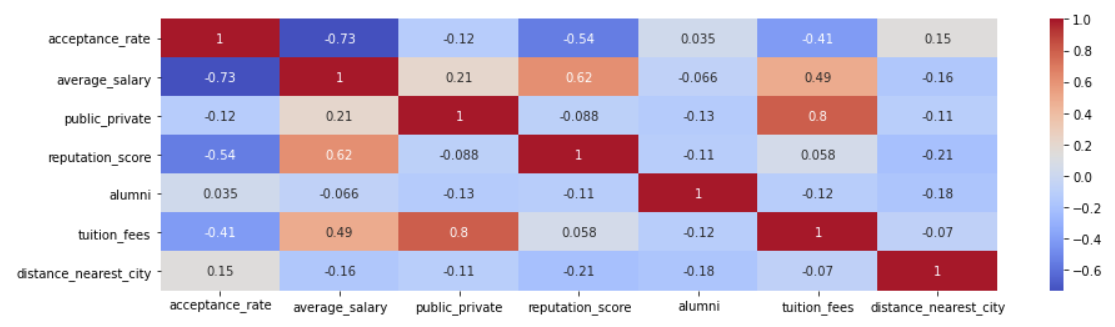 acceptance_rate 1 -0.73 -0.12 -0.54 0.035 -0.41 0.15
average_salary -0.73 1 0.21 0.62 -0.066 0.49 -0.16
public_private -0.12 0.21 1 -0.088 -0.13 0.8 -0.11
reputation_score -0.54 0.62 -0.088 1 -0.11 0.058 -0.21
alumni 0.035 -0.066 -0.13 -0.11 1 -0.12 -0.18
tuition_fees -0.41 0.49 0.8 0.058 -0.12 1 -0.07
distance_nearest_city 0.15 -0.16 -0.11 -0.21 -0.18 -0.07 1
acceptance_rate average_salary public_private reputation_score alumni tuition_fees distance_nearest_city
1.0
0.8
0.6
0.4
0.2
0.0
−0.2
−0.4
−0.6